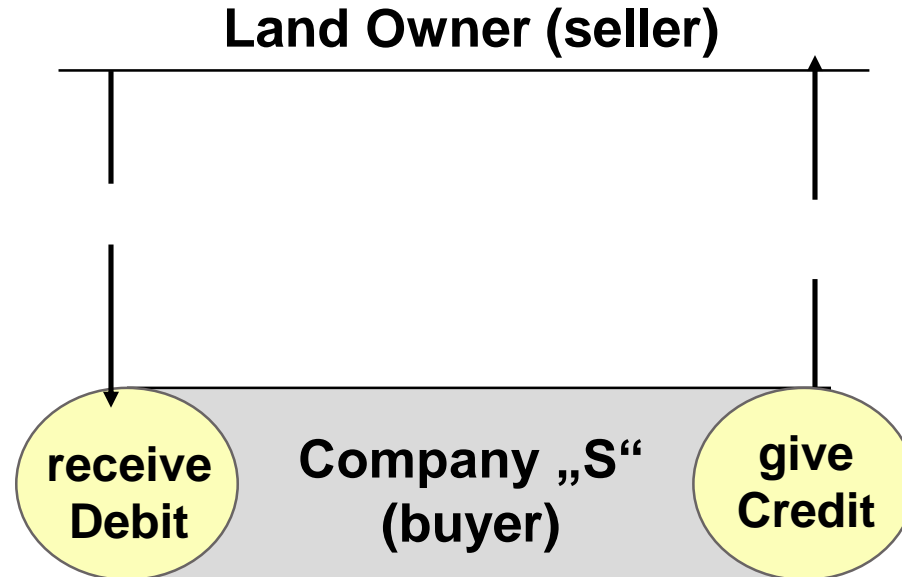 Land Owner (seller)
receive
Debit
Company „S“
(buyer)
give
Credit